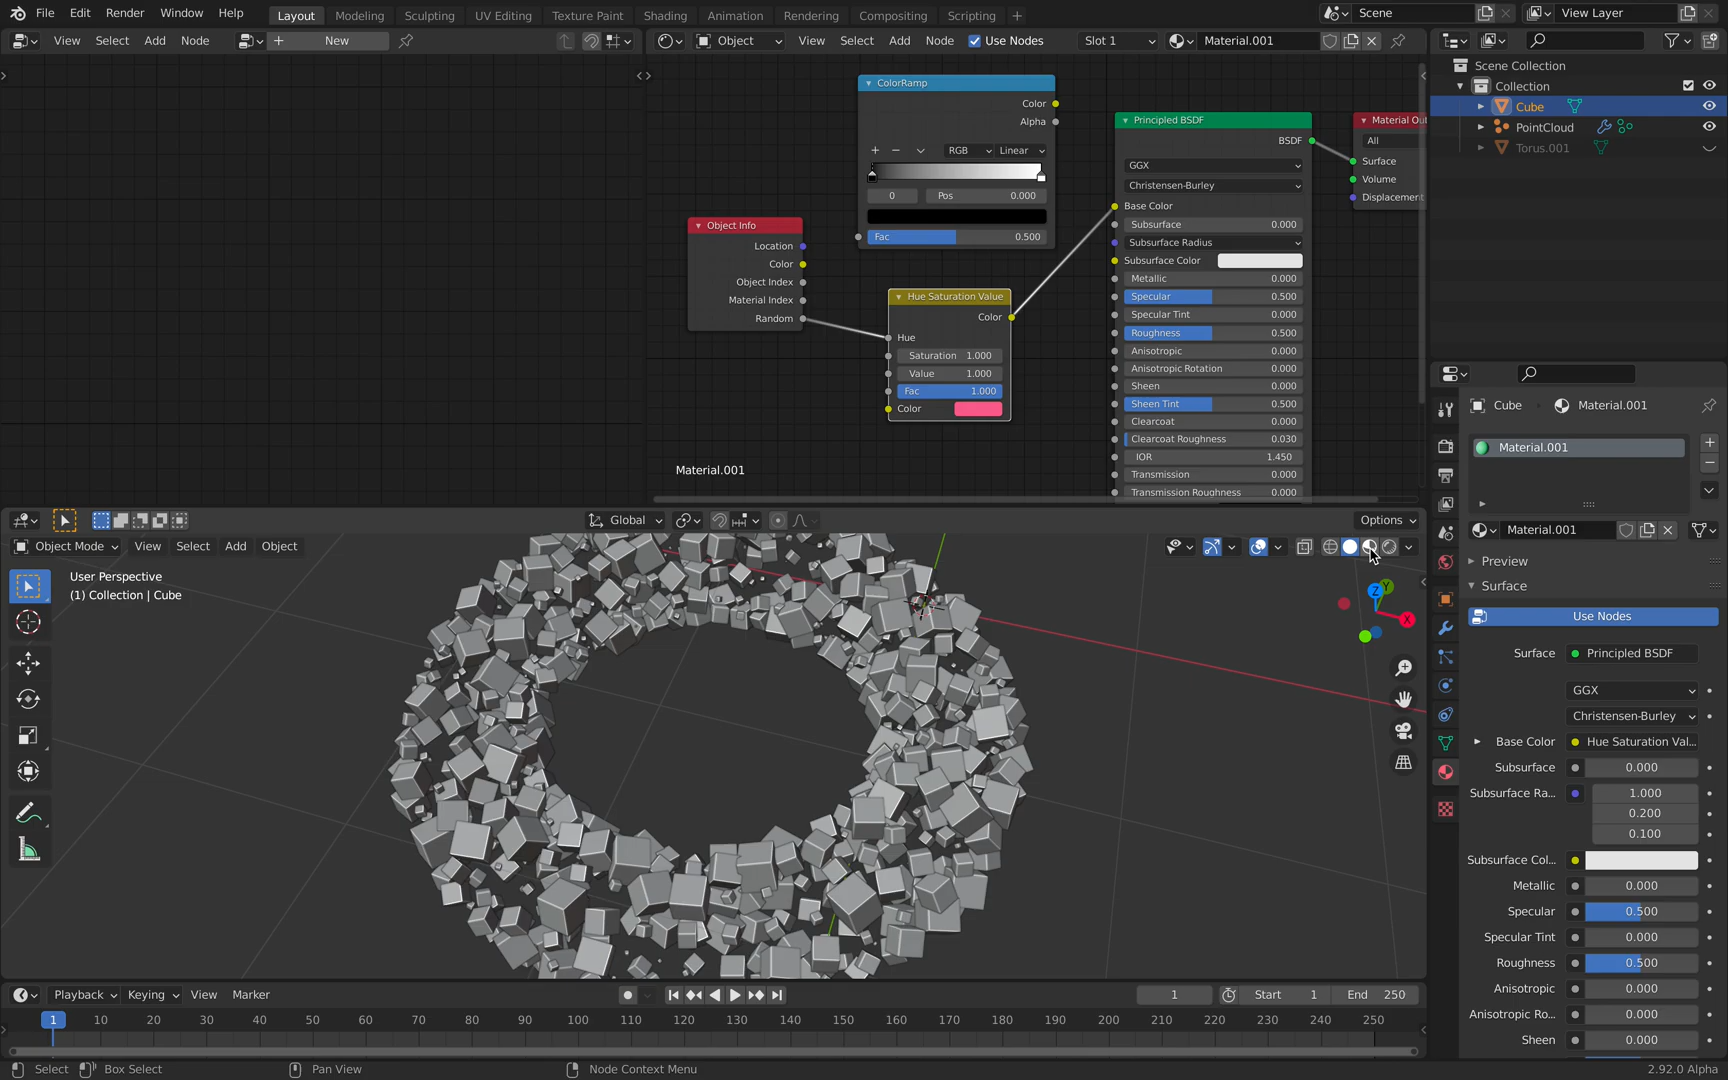 File Edit Render Window Help Layout Modeling Sculpting UV Editing Texture Paint Shading Animation Rendering Compositing Scripting + Scene View Layer
View Select Add Node + New Object View Select Add Node Use Nodes Slot 1 Material.001
Scene Collection
Collection
Cube
PointCloud
Torus.001
ColorRamp
Color
Alpha
+ − RGB Linear
0 Pos 0.000
Fac 0.500
Object Info
Location
Color
Object Index
Material Index
Random
Hue Saturation Value
Color
Hue
Saturation 1.000
Value 1.000
Fac 1.000
Color
Principled BSDF
BSDF
GGX
Christensen-Burley
Base Color
Subsurface 0.000
Subsurface Radius
Subsurface Color
Metallic 0.000
Specular 0.500
Specular Tint 0.000
Roughness 0.500
Anisotropic 0.000
Anisotropic Rotation 0.000
Sheen 0.000
Sheen Tint 0.500
Clearcoat 0.000
Clearcoat Roughness 0.030
IOR 1.450
Transmission 0.000
Transmission Roughness 0.000
Material Out
All
Surface
Volume
Displacement
Material.001
Cube Material.001
Material.001
Material.001
Preview
Surface
Use Nodes
Surface Principled BSDF
GGX
Christensen-Burley
Base Color Hue Saturation Val...
Subsurface 0.000
Subsurface Ra... 1.000
0.200
0.100
Subsurface Col...
Metallic 0.000
Specular 0.500
Specular Tint 0.000
Roughness 0.500
Anisotropic 0.000
Anisotropic Ro... 0.000
Sheen 0.000
Global Options
Object Mode View Select Add Object
User Perspective
(1) Collection | Cube
Z Y X
Playback Keying View Marker 1 Start 1 End 250
1 10 20 30 40 50 60 70 80 90 100 110 120 130 140 150 160 170 180 190 200 210 220 230 240 250
Select Box Select Pan View Node Context Menu 2.92.0 Alpha